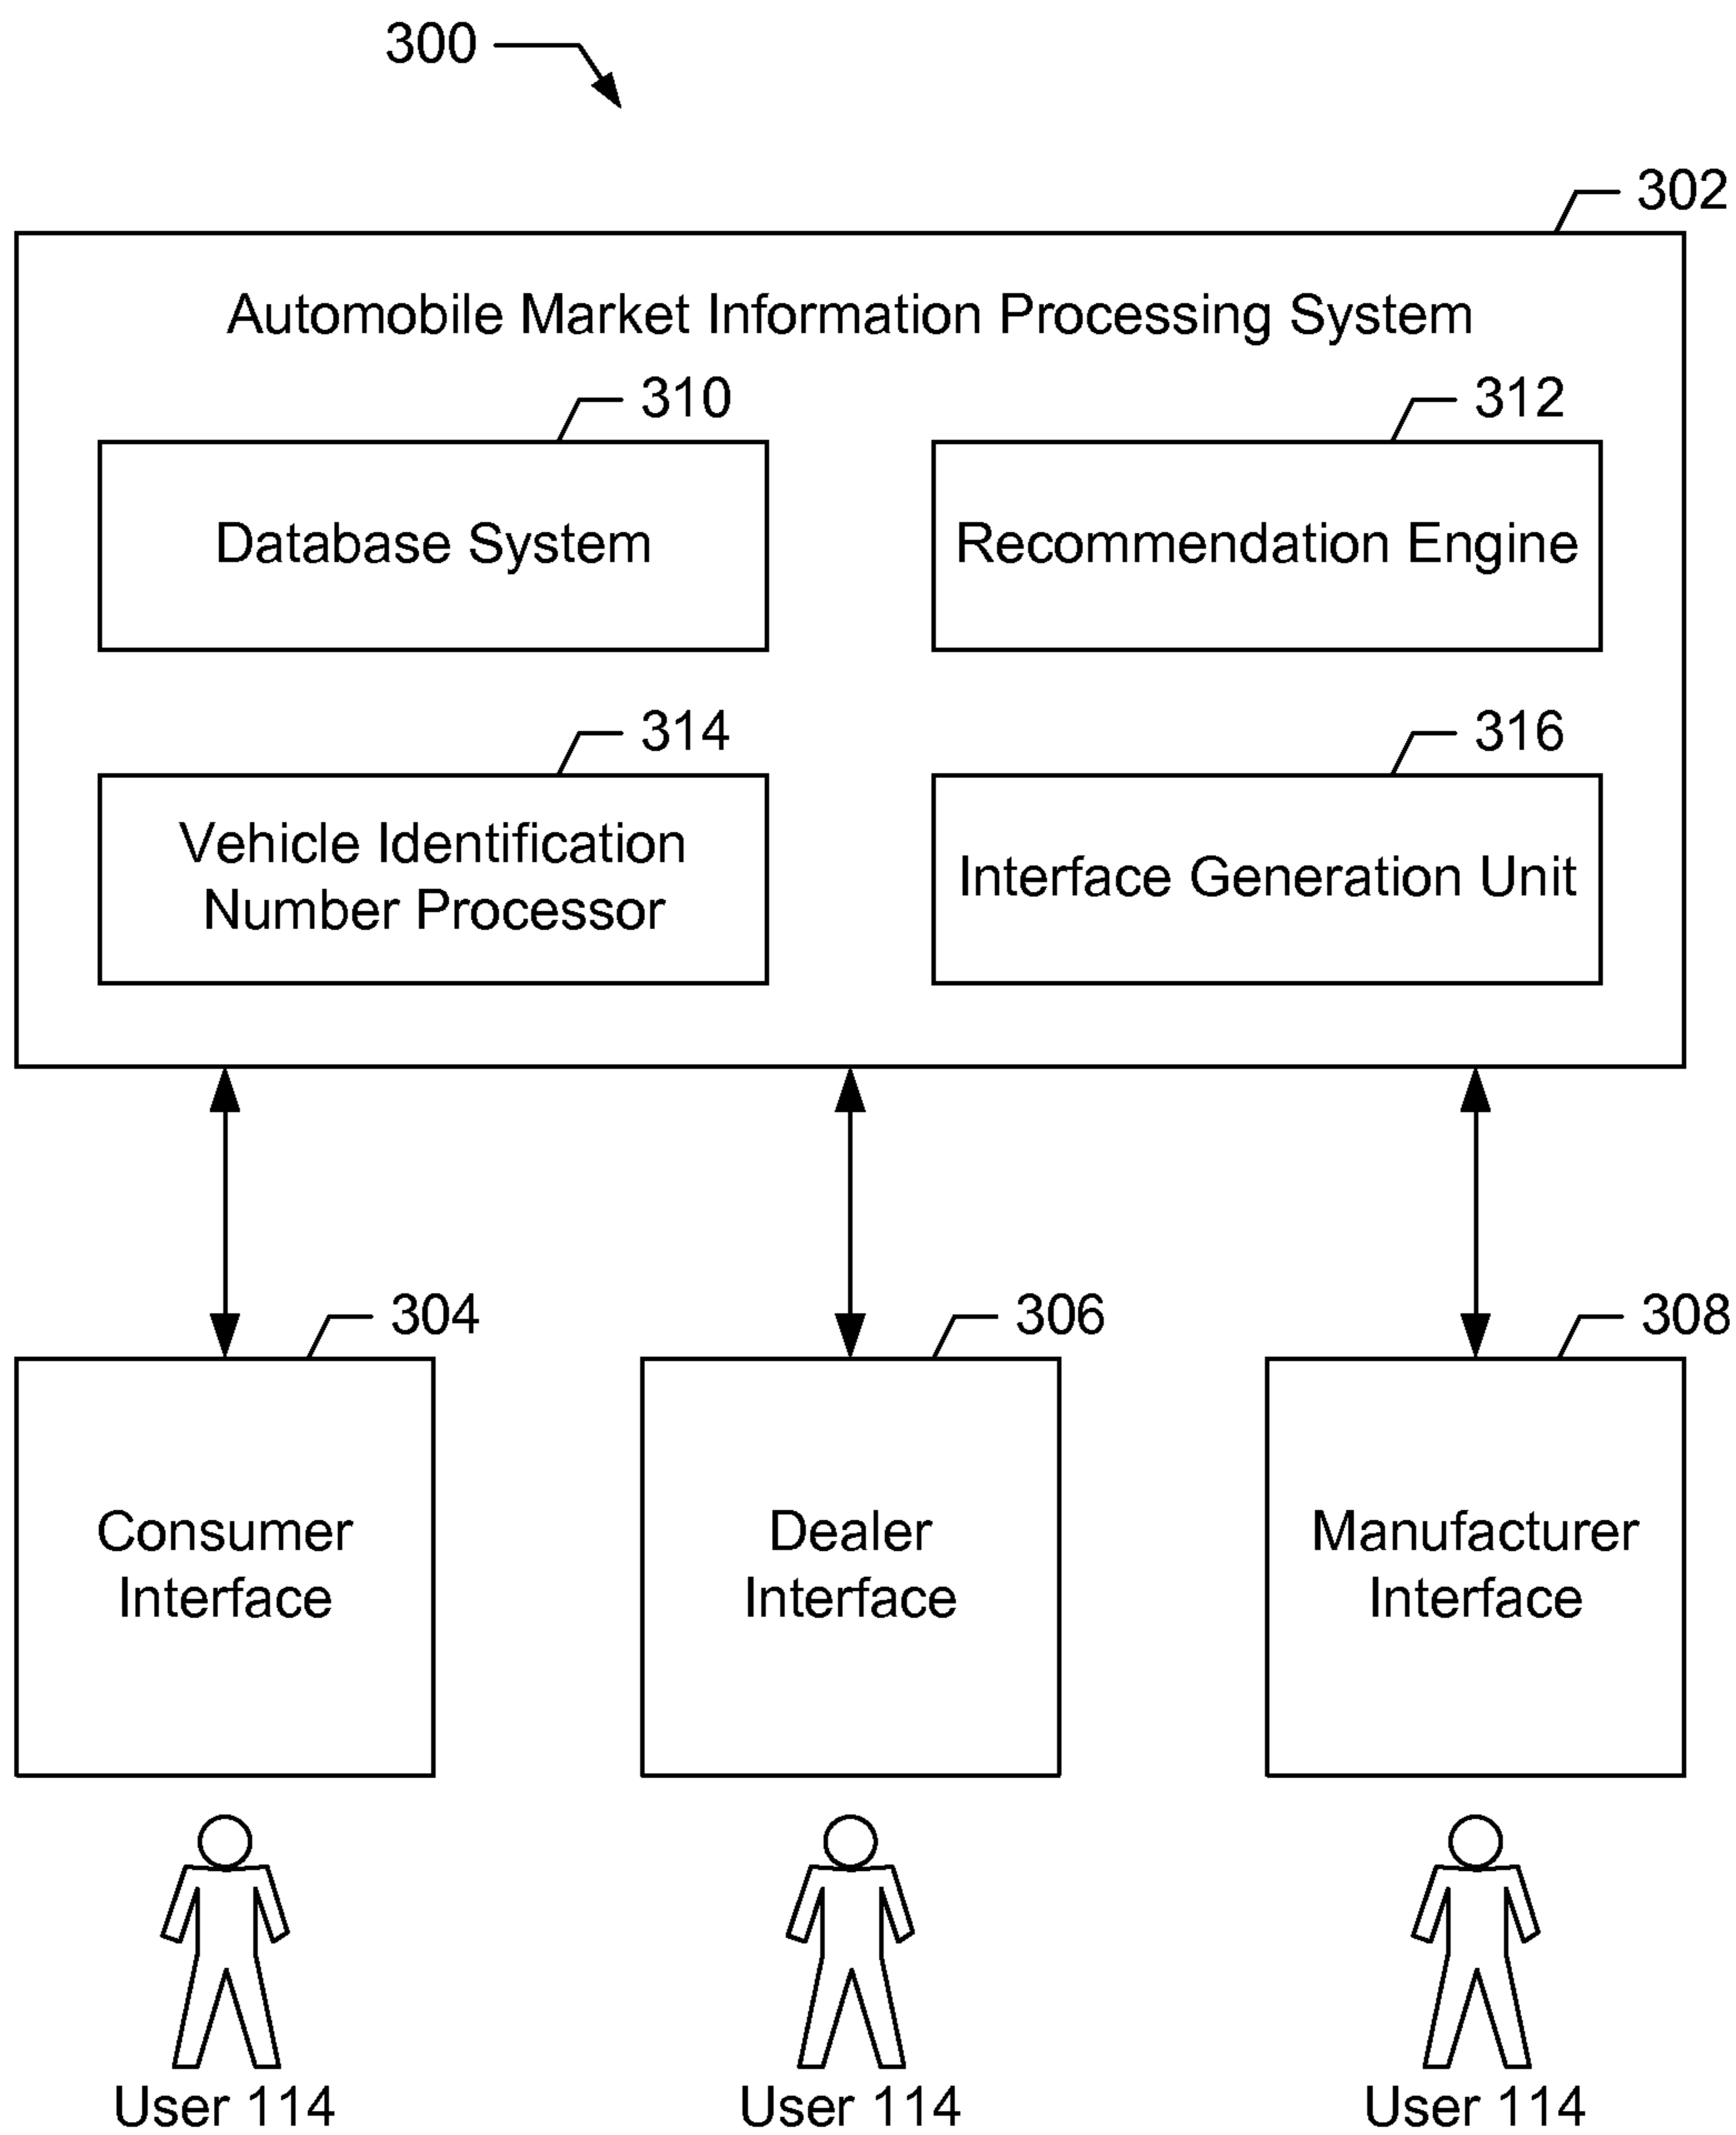 300
302
Automobile Market Information Processing System
310
312
Database System
Recommendation Engine
314
316
Vehicle Identification
Number Processor
Interface Generation Unit
304
306
308
Consumer
Interface
Dealer
Interface
Manufacturer
Interface
User 114
User 114
User 114